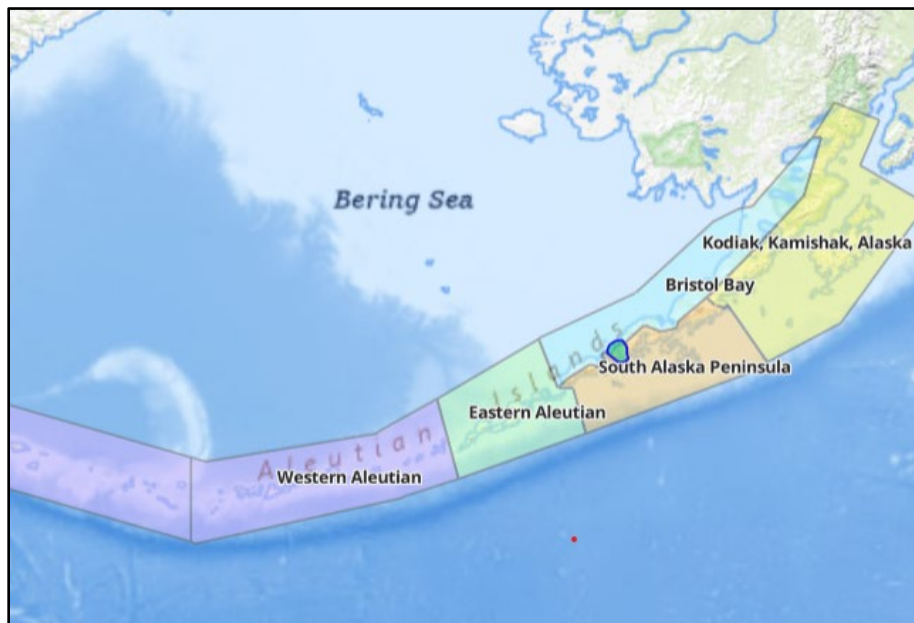 Bering Sea
Kodiak, Kamishak, Alaska
Bristol Bay
Aleutian Islands
South Alaska Peninsula
Eastern Aleutian
Western Aleutian